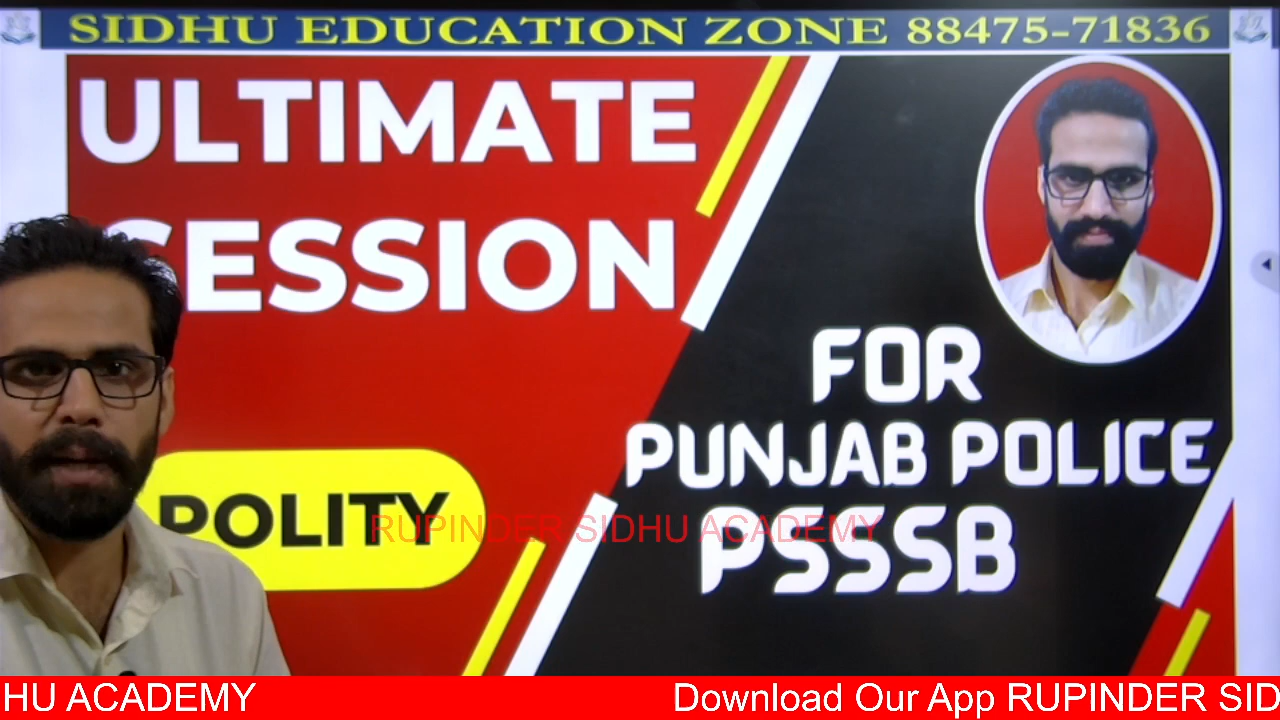 SIDHU EDUCATION ZONE 88475-71836
ULTIMATE
SESSION
FOR
PUNJAB POLICE
PSSSB
POLITY
RUPINDER SIDHU ACADEMY
HU ACADEMY
Download Our App RUPINDER SID